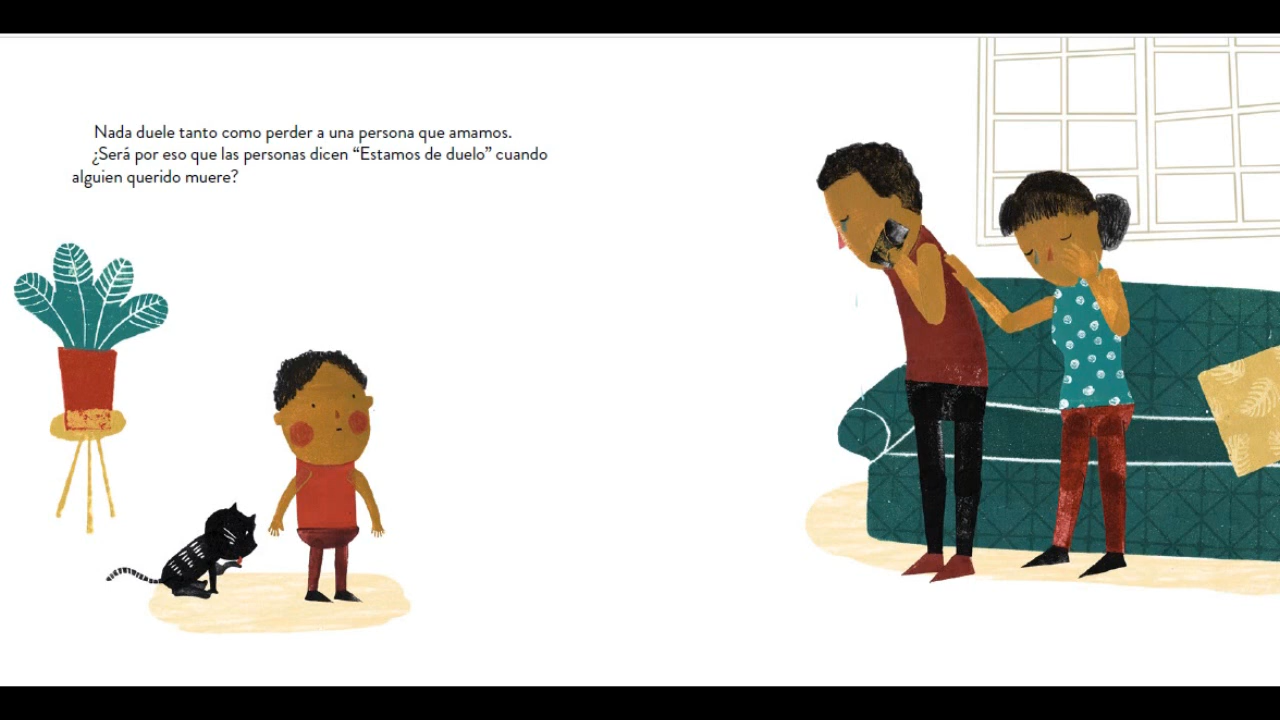 Nada duele tanto como perder a una persona que amamos.
¿Será por eso que las personas dicen “Estamos de duelo” cuando
alguien querido muere?